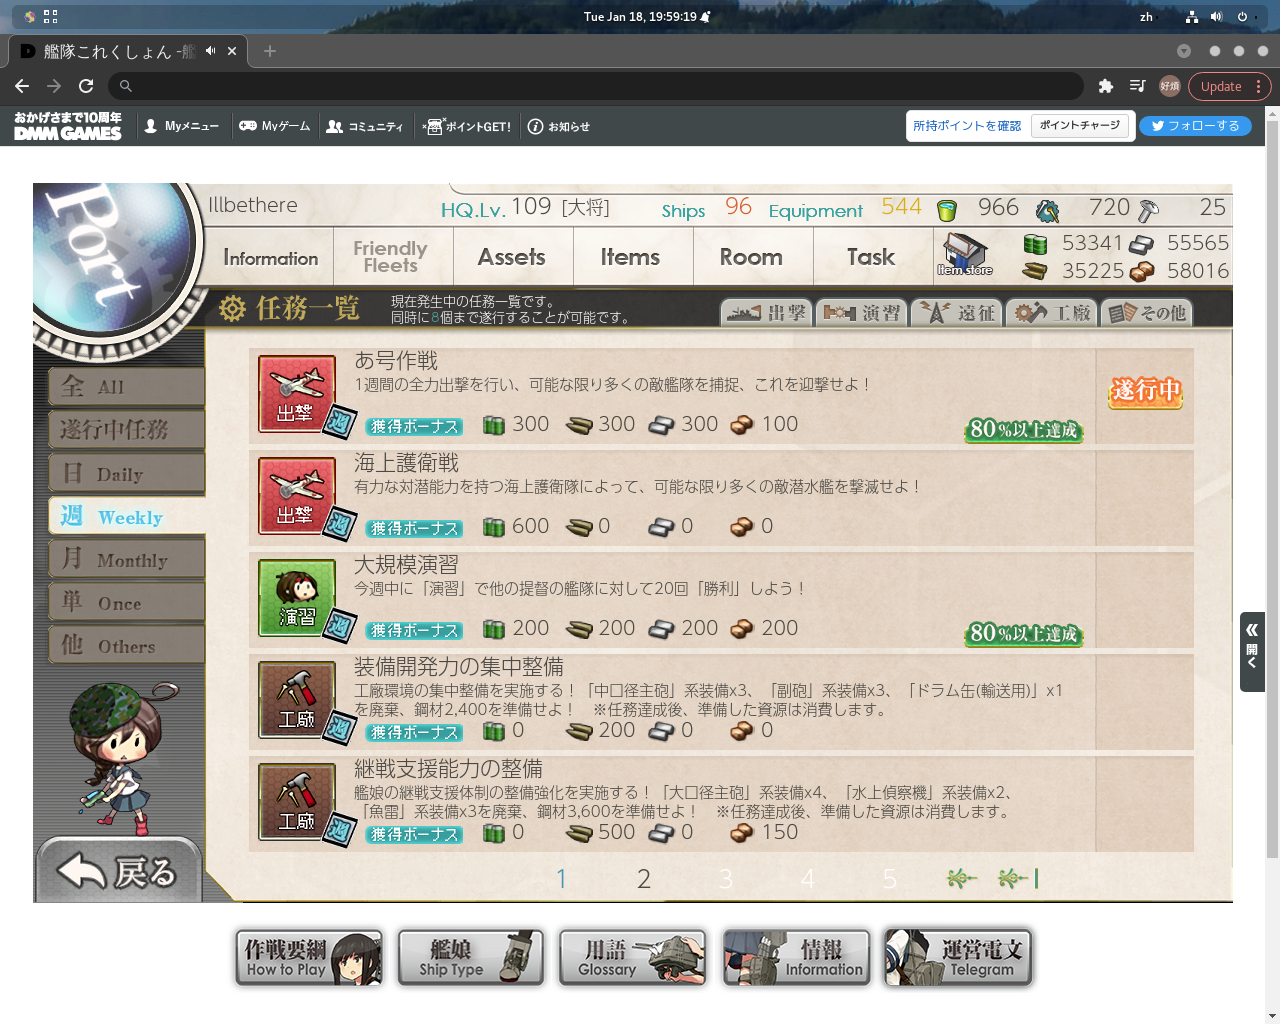 Tue Jan 18, 19:59:19
zh
艦隊これくしょん -艦
好煩
Update
おかげさまで10周年
DMM GAMES
Myメニュー
Myゲーム
コミュニティ
ポイントGET!
お知らせ
所持ポイントを確認
ポイントチャージ
フォローする
Port
Illbethere
HQ.Lv. 109 [大将]
Ships 96
Equipment 544
966
720
25
Information
Friendly Fleets
Assets
Items
Room
Task
Item store
53341
55565
35225
58016
任務一覧
現在発生中の任務一覧です。
同時に8個まで遂行することが可能です。
出撃
演習
遠征
工廠
その他
全 All
遂行中任務
日 Daily
週 Weekly
月 Monthly
単 Once
他 Others
戻る
あ号作戦
1週間の全力出撃を行い、可能な限り多くの敵艦隊を捕捉、これを迎撃せよ！
出撃
週
獲得ボーナス 300 300 300 100
80%以上達成
遂行中
海上護衛戦
有力な対潜能力を持つ海上護衛隊によって、可能な限り多くの敵潜水艦を撃滅せよ！
出撃
週
獲得ボーナス 600 0 0 0
大規模演習
今週中に「演習」で他の提督の艦隊に対して20回「勝利」しよう！
演習
週
獲得ボーナス 200 200 200 200
80%以上達成
装備開発力の集中整備
工廠環境の集中整備を実施する！「中口径主砲」系装備x3、「副砲」系装備x3、「ドラム缶(輸送用)」x1
を廃棄、鋼材2,400を準備せよ！　※任務達成後、準備した資源は消費します。
工廠
週
獲得ボーナス 0 200 0 0
継戦支援能力の整備
艦娘の継戦支援体制の整備強化を実施する！「大口径主砲」系装備x4、「水上偵察機」系装備x2、
「魚雷」系装備x3を廃棄、鋼材3,600を準備せよ！　※任務達成後、準備した資源は消費します。
工廠
週
獲得ボーナス 0 500 0 150
1 2 3 4 5
開く
作戦要綱
How to Play
艦娘
Ship Type
用語
Glossary
情報
Information
運営電文
Telegram